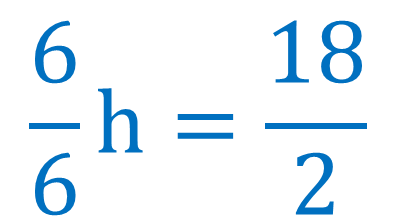 6/6 h = 18/2